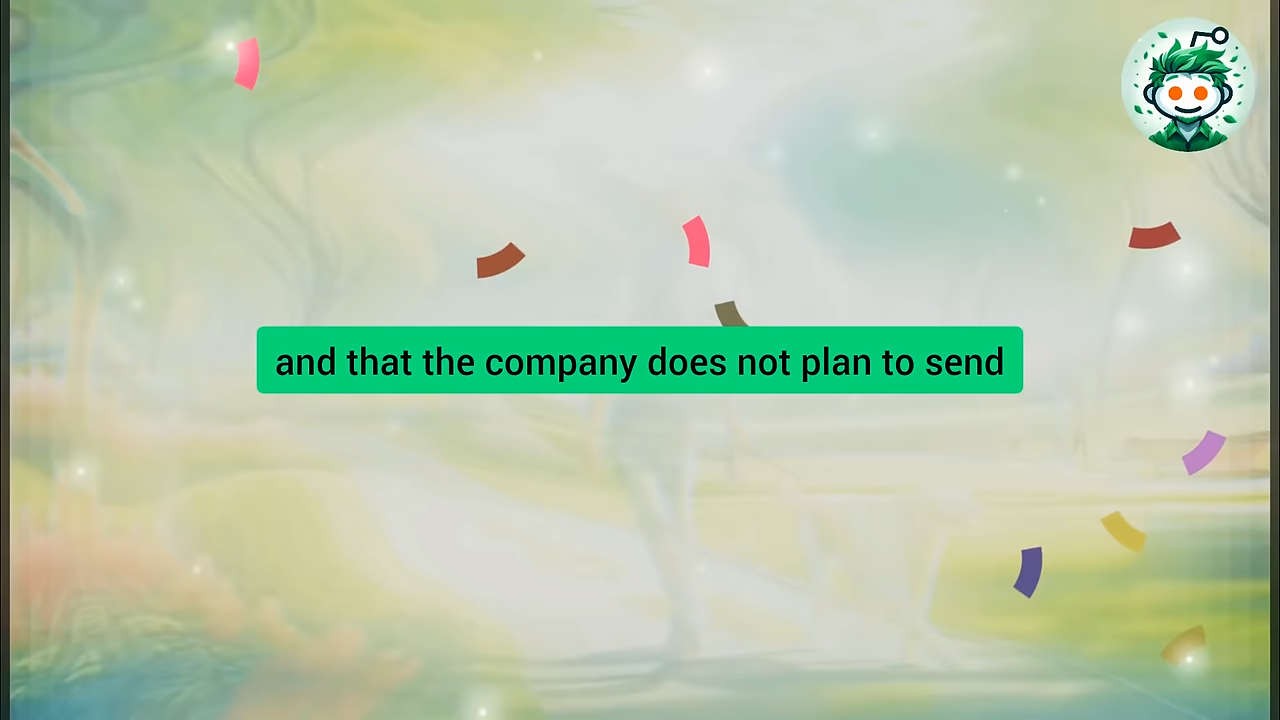 and that the company does not plan to send